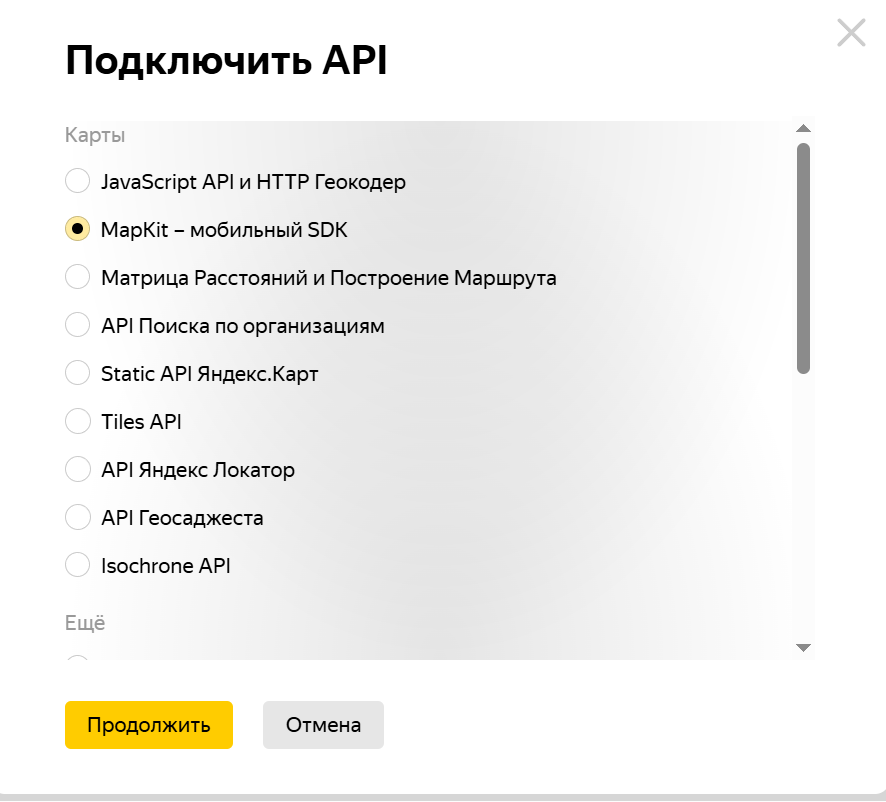 Подключить API
Карты
JavaScript API и HTTP Геокодер
MapKit – мобильный SDK
Матрица Расстояний и Построение Маршрута
API Поиска по организациям
Static API Яндекс.Карт
Tiles API
API Яндекс Локатор
API Геосаджеста
Isochrone API
Ещё
Продолжить
Отмена